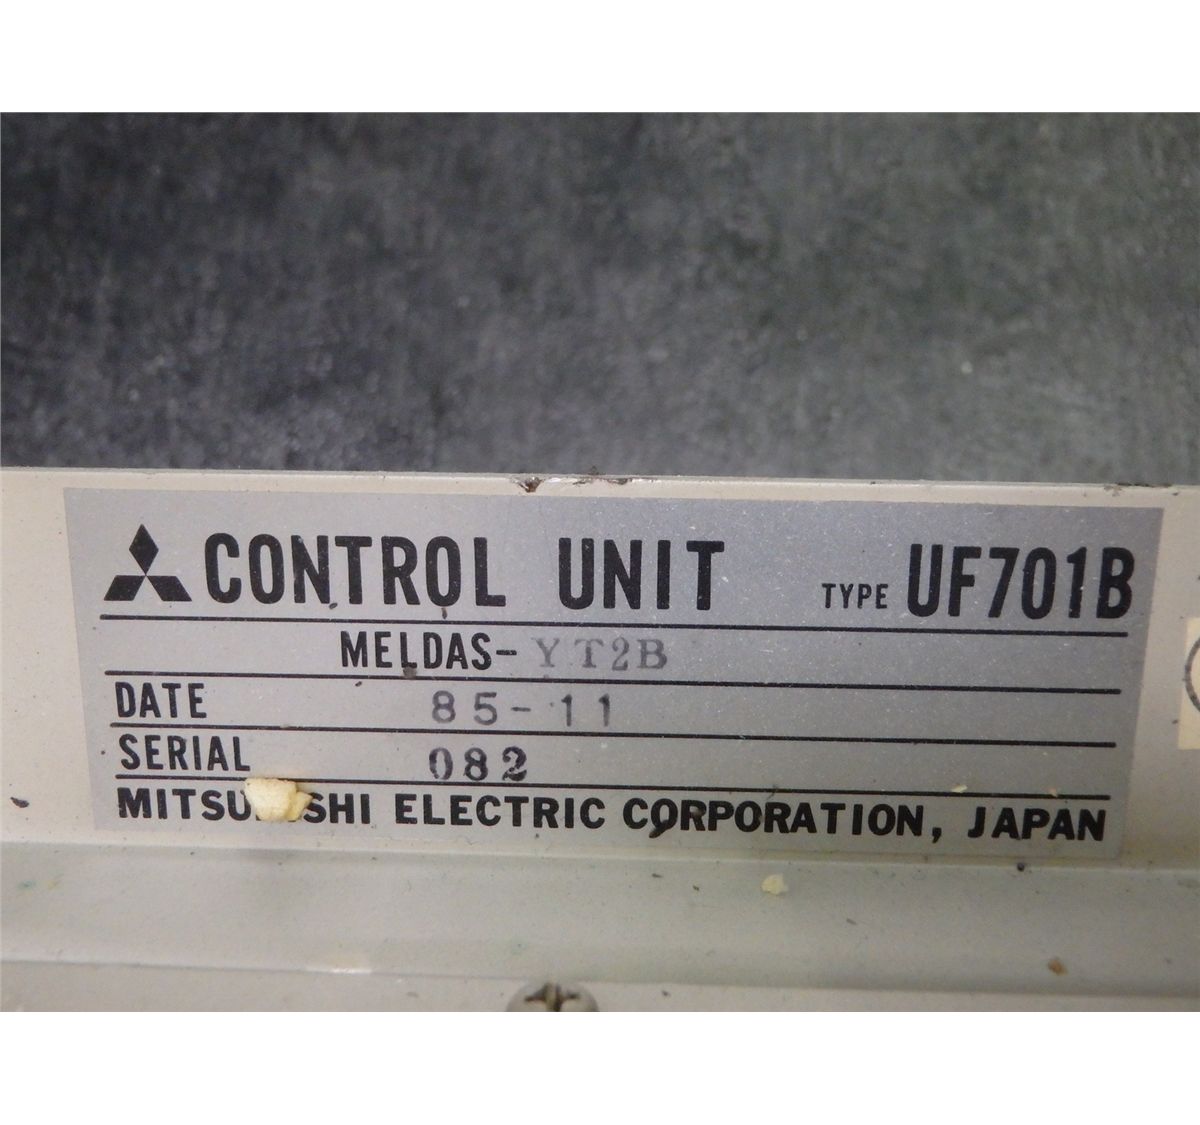 CONTROL UNIT TYPE UF701B
MELDAS-YT2B
DATE 85-11
SERIAL 082
ELECTRIC CORPORATION, JAPAN